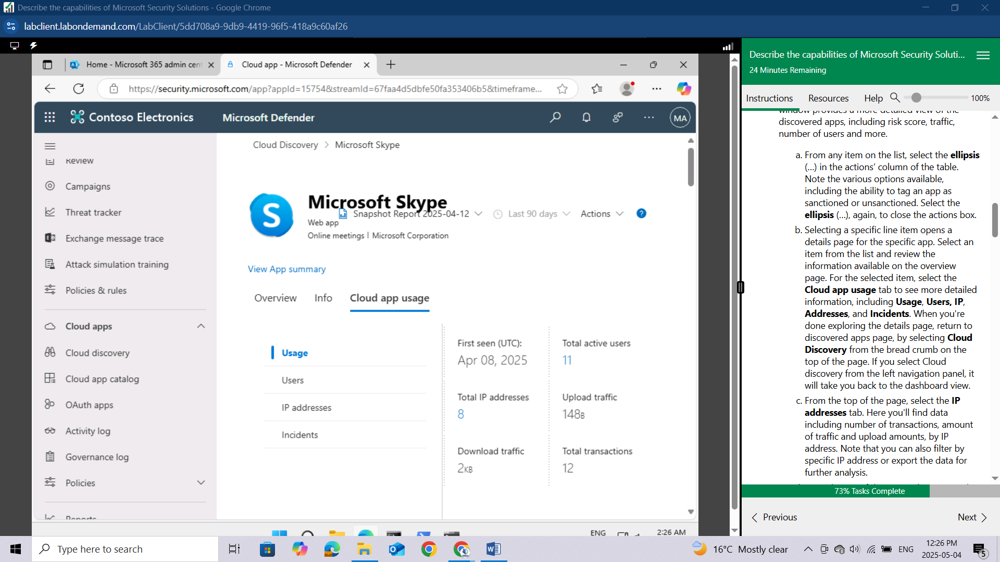 Describe the capabilities of Microsoft Security Solutions - Google Chrome
labclient.labondemand.com/LabClient/5dd708a9-9db9-4419-96f5-418a9c60af26
Home - Microsoft 365 admin cent
Cloud app - Microsoft Defender
https://security.microsoft.com/app?appId=15754&streamId=67faa4d5dbfe50fa353406b5&timeframe...
Contoso Electronics
Microsoft Defender
MA
Review
Campaigns
Threat tracker
Exchange message trace
Attack simulation training
Policies & rules
Cloud apps
Cloud discovery
Cloud app catalog
OAuth apps
Activity log
Governance log
Policies
Reports
Cloud Discovery > Microsoft Skype
Microsoft Skype
Snapshot Report 2025-04-12
Last 90 days
Actions
?
Web app
Online meetings | Microsoft Corporation
View App summary
Overview
Info
Cloud app usage
Usage
Users
IP addresses
Incidents
First seen (UTC):
Apr 08, 2025
Total active users
11
Total IP addresses
8
Upload traffic
148B
Download traffic
2KB
Total transactions
12
ENG
2:26 AM
Describe the capabilities of Microsoft Security Soluti...
24 Minutes Remaining
Instructions
Resources
Help
100%
window provides a more detailed view of the
discovered apps, including risk score, traffic,
number of users and more.
a. From any item on the list, select the ellipsis
(...) in the actions’ column of the table.
Note the various options available,
including the ability to tag an app as
sanctioned or unsanctioned. Select the
ellipsis (...), again, to close the actions box.
b. Selecting a specific line item opens a
details page for the specific app. Select an
item from the list and review the
information available on the overview
page. For the selected item, select the
Cloud app usage tab to see more detailed
information, including Usage, Users, IP,
Addresses, and Incidents. When you're
done exploring the details page, return to
discovered apps page, by selecting Cloud
Discovery from the bread crumb on the
top of the page. If you select Cloud
discovery from the left navigation panel, it
will take you back to the dashboard view.
c. From the top of the page, select the IP
addresses tab. Here you'll find data
including number of transactions, amount
of traffic and upload amounts, by IP
address. Note that you can also filter by
specific IP address or export the data for
further analysis.
73% Tasks Complete
Previous
Next
Type here to search
16°C Mostly clear
ENG
12:26 PM
2025-05-04
5